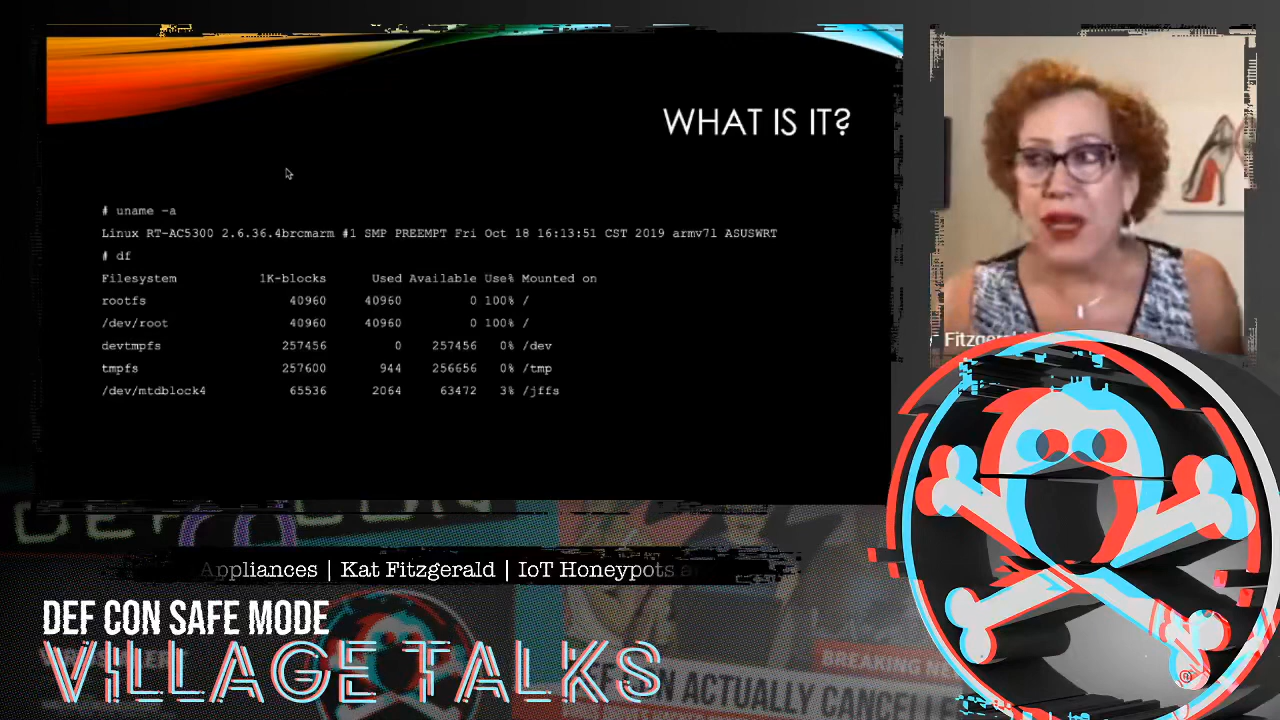 WHAT IS IT?
# uname -a
Linux RT-AC5300 2.6.36.4brcmarm #1 SMP PREEMPT Fri Oct 18 16:13:51 CST 2019 armv7l ASUSWRT
# df
Filesystem 1K-blocks Used Available Use% Mounted on
rootfs 40960 40960 0 100% /
/dev/root 40960 40960 0 100% /
devtmpfs 257456 0 257456 0% /dev
tmpfs 257600 944 256656 0% /tmp
/dev/mtdblock4 65536 2064 63472 3% /jffs
DEF CON
Appliances | Kat Fitzgerald | IoT Honeypots
DEF CON SAFE MODE
VILLAGE TALKS
BREAKING
ACTUALLY
®